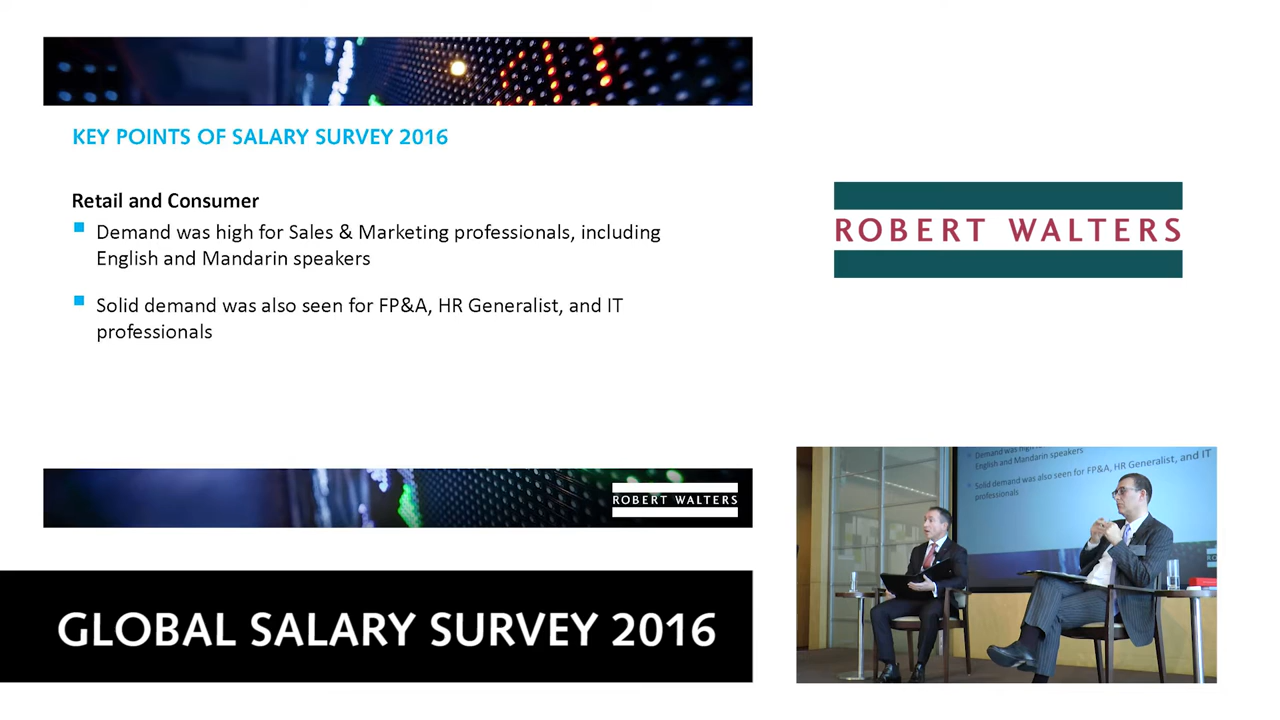 KEY POINTS OF SALARY SURVEY 2016
Retail and Consumer
Demand was high for Sales & Marketing professionals, including
English and Mandarin speakers
Solid demand was also seen for FP&A, HR Generalist, and IT
professionals
ROBERT WALTERS
GLOBAL SALARY SURVEY 2016
ROBERT WALTERS
Demand was high
English and Mandarin speakers
Solid demand was also seen for FP&A, HR Generalist, and IT
professionals